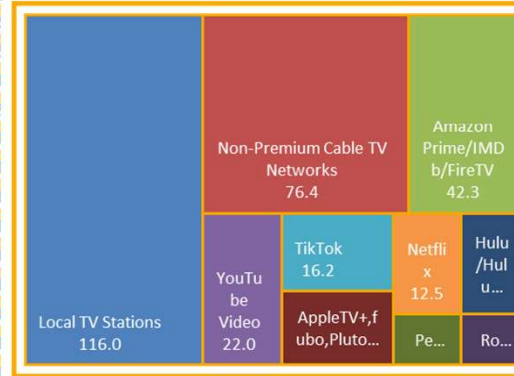 Local TV Stations
116.0
Non-Premium Cable TV
Networks
76.4
Amazon
Prime/IMD
b/FireTV
42.3
YouTu
be
Video
22.0
TikTok
16.2
AppleTV+,f
ubo,Pluto...
Netfli
x
12.5
Pe...
Hulu
/Hul
u...
Ro...